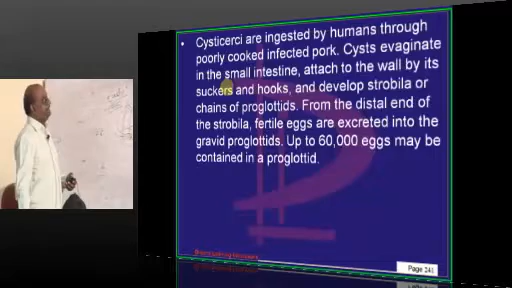 • Cysticerci are ingested by humans through
poorly cooked infected pork. Cysts evaginate
in the small intestine, attach to the wall by its
suckers and hooks, and develop strobila or
chains of proglottids. From the distal end of
the strobila, fertile eggs are excreted into the
gravid proglottids. Up to 60,000 eggs may be
contained in a proglottid.
Page 241